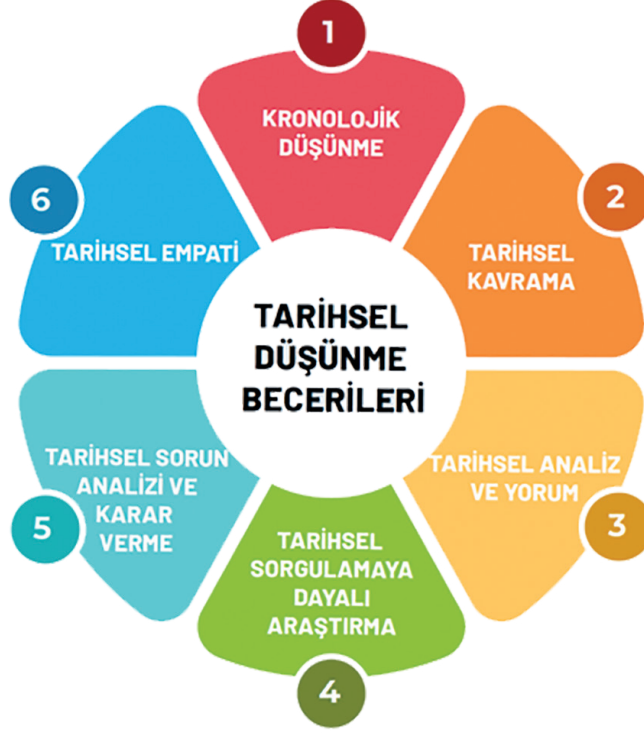 1
KRONOLOJİK
DÜŞÜNME
2
TARİHSEL
KAVRAMA
3
TARİHSEL ANALİZ
VE YORUM
4
TARİHSEL
SORGULAMAYA
DAYALI
ARAŞTIRMA
5
TARİHSEL SORUN
ANALİZİ VE
KARAR
VERME
6
TARİHSEL EMPATİ
TARİHSEL
DÜŞÜNME
BECERİLERİ